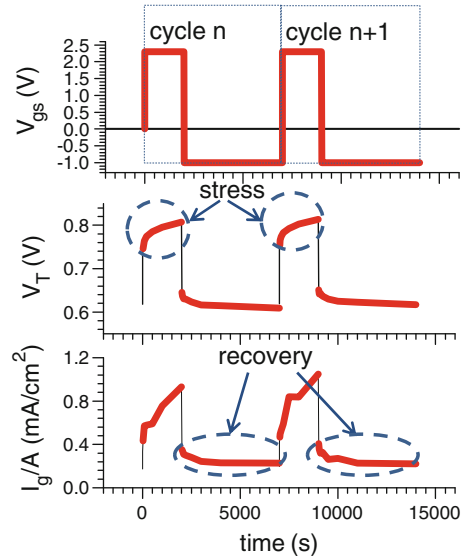 cycle n cycle n+1
2.5
2.0
1.5
1.0
0.5
0.0
-0.5
-1.0
V_gs (V)
stress
0.8
0.7
0.6
V_T (V)
recovery
1.2
0.8
0.4
0.0
I_g/A (mA/cm²)
0 5000 10000 15000
time (s)